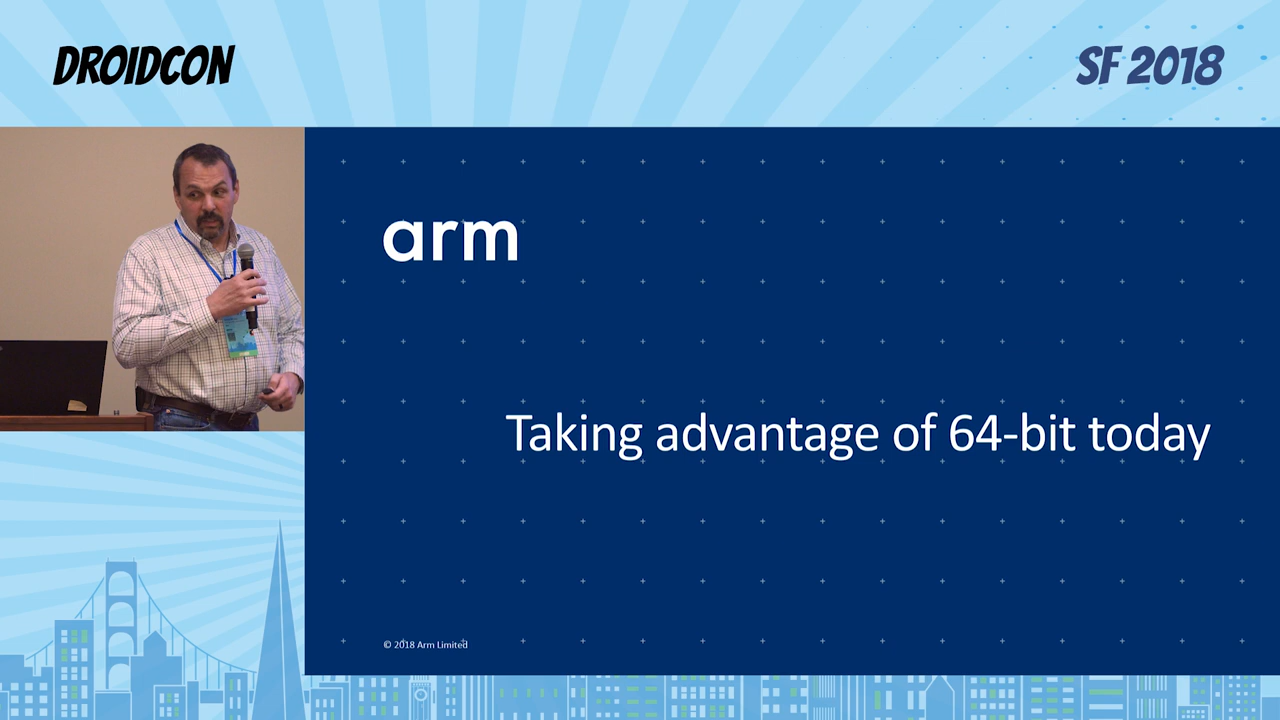 DROIDCON
SF 2018
arm
Taking advantage of 64-bit today
© 2018 Arm Limited